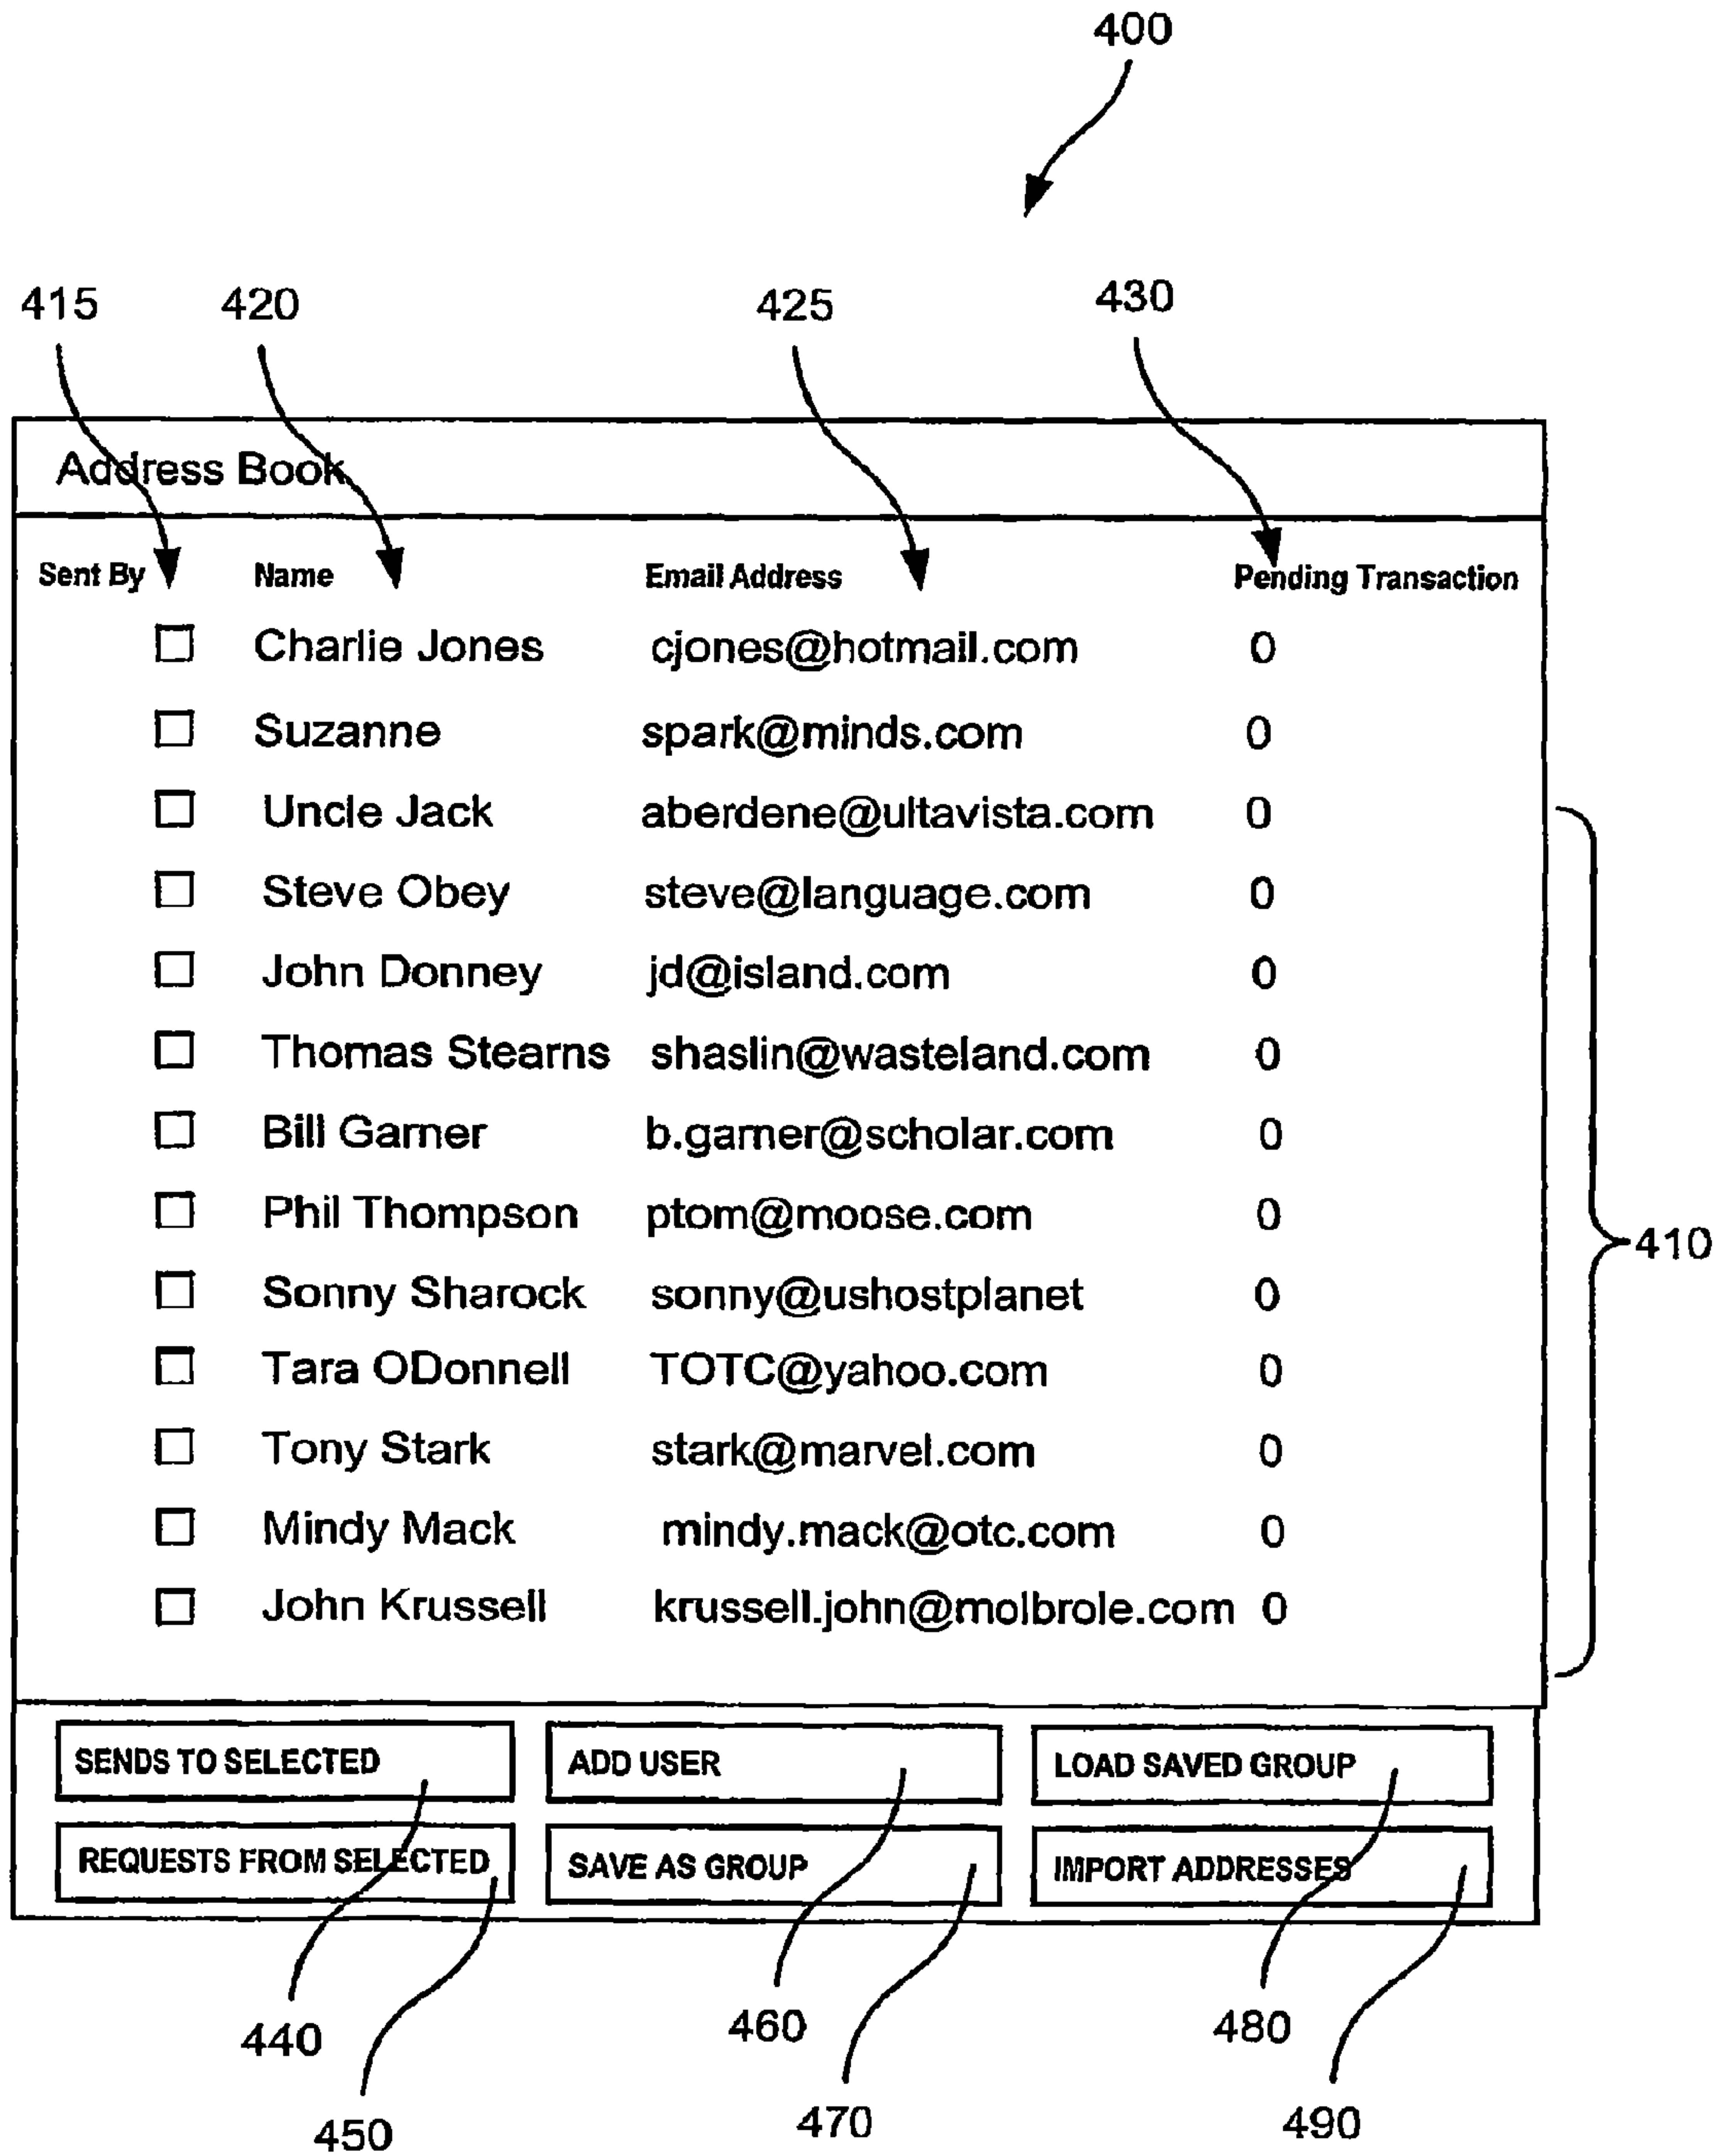 400
415 420 425 430
Address Book
Sent By Name Email Address Pending Transaction
Charlie Jones cjones@hotmail.com 0
Suzanne spark@minds.com 0
Uncle Jack aberdene@ultavista.com 0
Steve Obey steve@language.com 0
John Donney jd@island.com 0
Thomas Stearns shaslin@wasteland.com 0
Bill Garner b.garner@scholar.com 0
Phil Thompson ptom@moose.com 0
410
Sonny Sharock sonny@ushostplanet 0
Tara ODonnell TOTC@yahoo.com 0
Tony Stark stark@marvel.com 0
Mindy Mack mindy.mack@otc.com 0
John Krussell krussell.john@molbrole.com 0
SENDS TO SELECTED ADD USER LOAD SAVED GROUP
REQUESTS FROM SELECTED SAVE AS GROUP IMPORT ADDRESSES
440 460 480
450 470 490